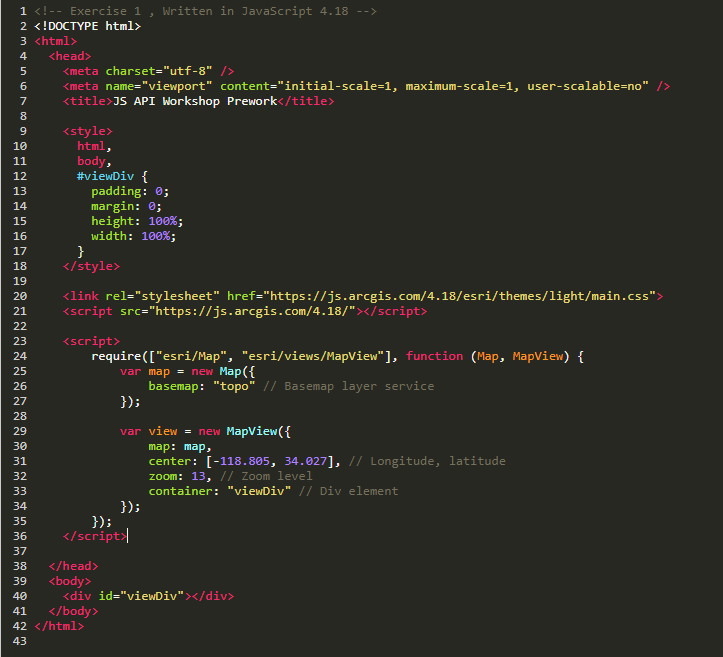 1 <!-- Exercise 1 , Written in JavaScript 4.18 -->
2 <!DOCTYPE html>
3 <html>
4   <head>
5     <meta charset="utf-8" />
6     <meta name="viewport" content="initial-scale=1, maximum-scale=1, user-scalable=no" />
7     <title>JS API Workshop Prework</title>
8
9     <style>
10       html,
11       body,
12       #viewDiv {
13         padding: 0;
14         margin: 0;
15         height: 100%;
16         width: 100%;
17       }
18     </style>
19
20     <link rel="stylesheet" href="https://js.arcgis.com/4.18/esri/themes/light/main.css">
21     <script src="https://js.arcgis.com/4.18/"></script>
22
23     <script>
24         require(["esri/Map", "esri/views/MapView"], function (Map, MapView) {
25             var map = new Map({
26                 basemap: "topo" // Basemap layer service
27             });
28
29             var view = new MapView({
30                 map: map,
31                 center: [-118.805, 34.027], // Longitude, latitude
32                 zoom: 13, // Zoom level
33                 container: "viewDiv" // Div element
34             });
35         });
36     </script>
37
38   </head>
39   <body>
40     <div id="viewDiv"></div>
41   </body>
42 </html>
43